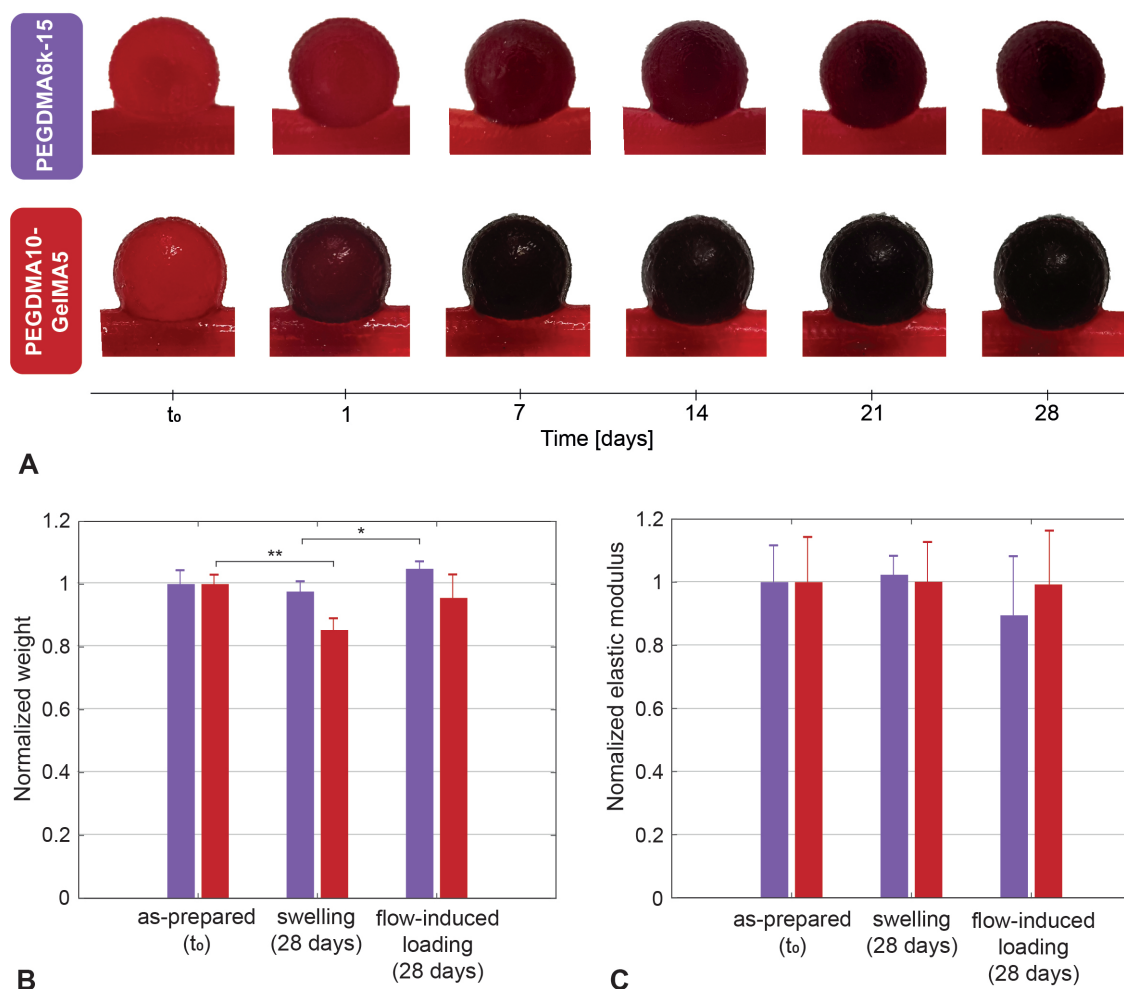 PEGDMA6k-15
PEGDMA10-
GelMA5
t₀ 1 7 14 21 28
Time [days]
A
1.2
1
0.8
0.6
0.4
0.2
0
Normalized weight
**
*
as-prepared
(t₀)
swelling
(28 days)
flow-induced
loading
(28 days)
B
1.2
1
0.8
0.6
0.4
0.2
0
Nomalized elastic modulus
as-prepared
(t₀)
swelling
(28 days)
flow-induced
loading
(28 days)
C